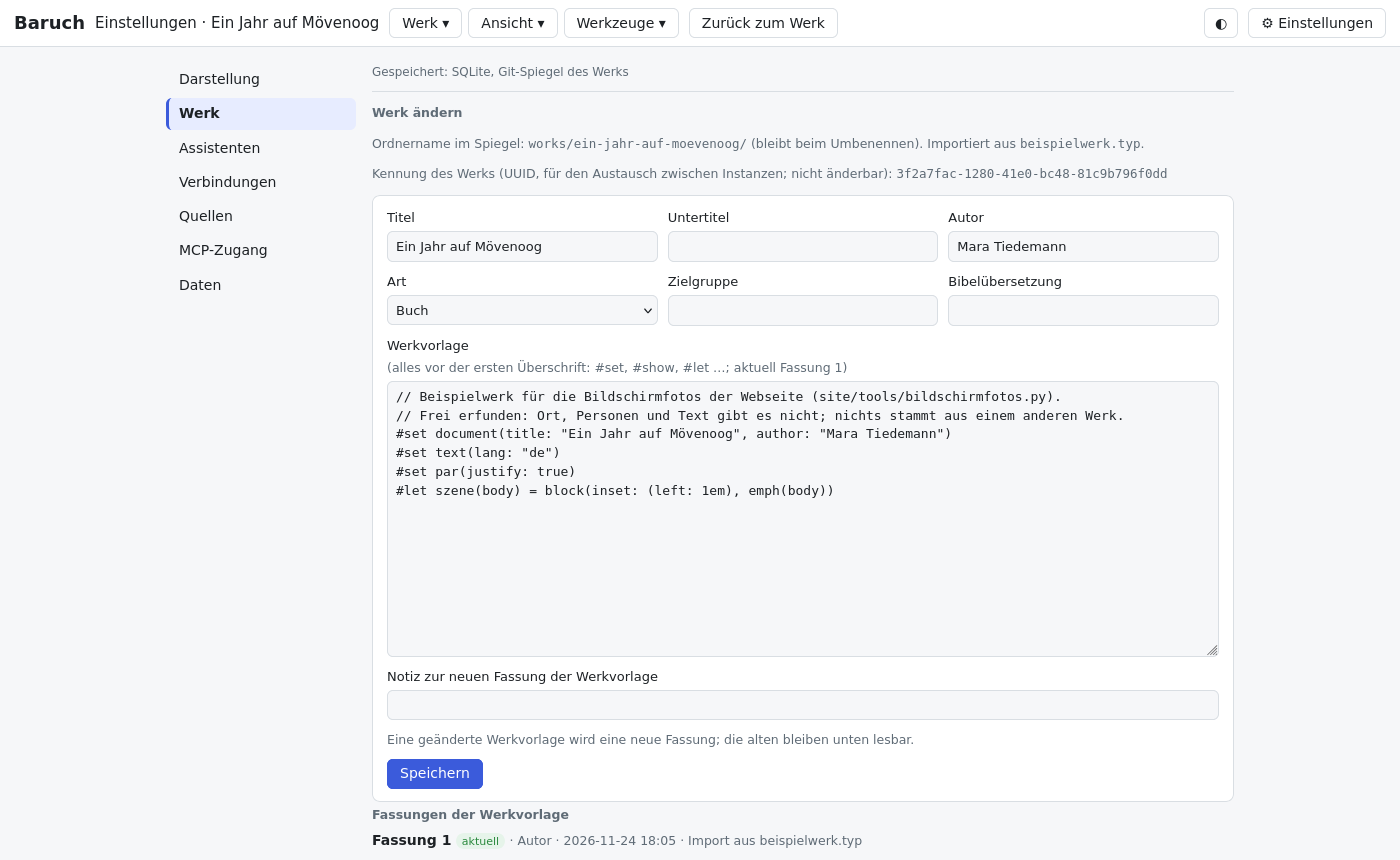 Baruch Einstellungen · Ein Jahr auf Mövenoog Werk ▾ Ansicht ▾ Werkzeuge ▾ Zurück zum Werk ◐ ⚙ Einstellungen
Darstellung
Werk
Assistenten
Verbindungen
Quellen
MCP-Zugang
Daten
Gespeichert: SQLite, Git-Spiegel des Werks
Werk ändern
Ordnername im Spiegel: works/ein-jahr-auf-moevenoog/ (bleibt beim Umbenennen). Importiert aus beispielwerk.typ.
Kennung des Werks (UUID, für den Austausch zwischen Instanzen; nicht änderbar): 3f2a7fac-1280-41e0-bc48-81c9b796f0dd
Titel Untertitel Autor
Ein Jahr auf Mövenoog Mara Tiedemann
Art Zielgruppe Bibelübersetzung
Buch
Werkvorlage
(alles vor der ersten Überschrift: #set, #show, #let …; aktuell Fassung 1)
// Beispielwerk für die Bildschirmfotos der Webseite (site/tools/bildschirmfotos.py).
// Frei erfunden: Ort, Personen und Text gibt es nicht; nichts stammt aus einem anderen Werk.
#set document(title: "Ein Jahr auf Mövenoog", author: "Mara Tiedemann")
#set text(lang: "de")
#set par(justify: true)
#let szene(body) = block(inset: (left: 1em), emph(body))
Notiz zur neuen Fassung der Werkvorlage
Eine geänderte Werkvorlage wird eine neue Fassung; die alten bleiben unten lesbar.
Speichern
Fassungen der Werkvorlage
Fassung 1 aktuell · Autor · 2026-11-24 18:05 · Import aus beispielwerk.typ